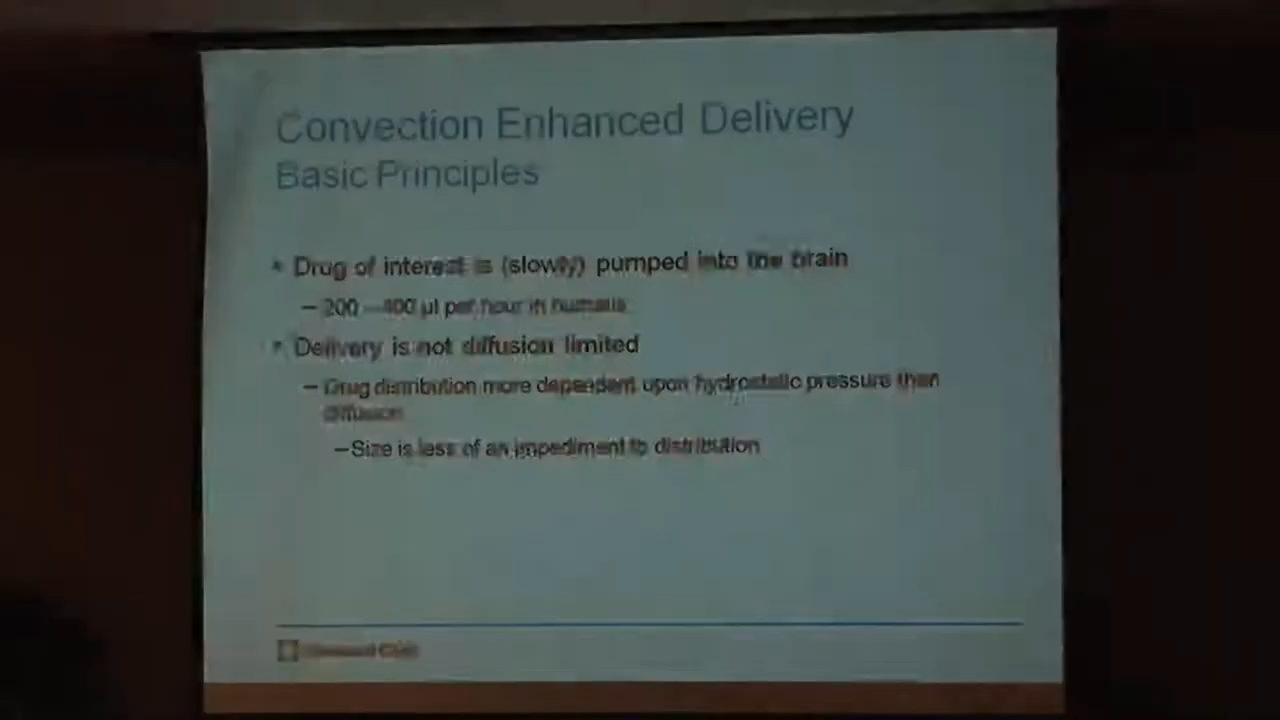 Convection Enhanced Delivery
Basic Principles
• Drug of interest is (slowly) pumped into the brain
– 200 – 400 µl per hour in humans
• Delivery is not diffusion limited
– Drug distribution more dependent upon hydrostatic pressure than
diffusion
– Size is less of an impediment to distribution
Cleveland Clinic